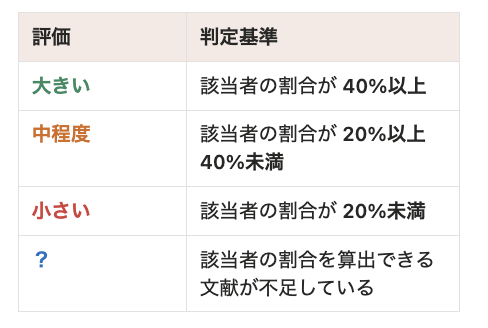 評価
判定基準
大きい
該当者の割合が 40%以上
中程度
該当者の割合が 20%以上
40%未満
小さい
該当者の割合が 20%未満
？
該当者の割合を算出できる
文献が不足している